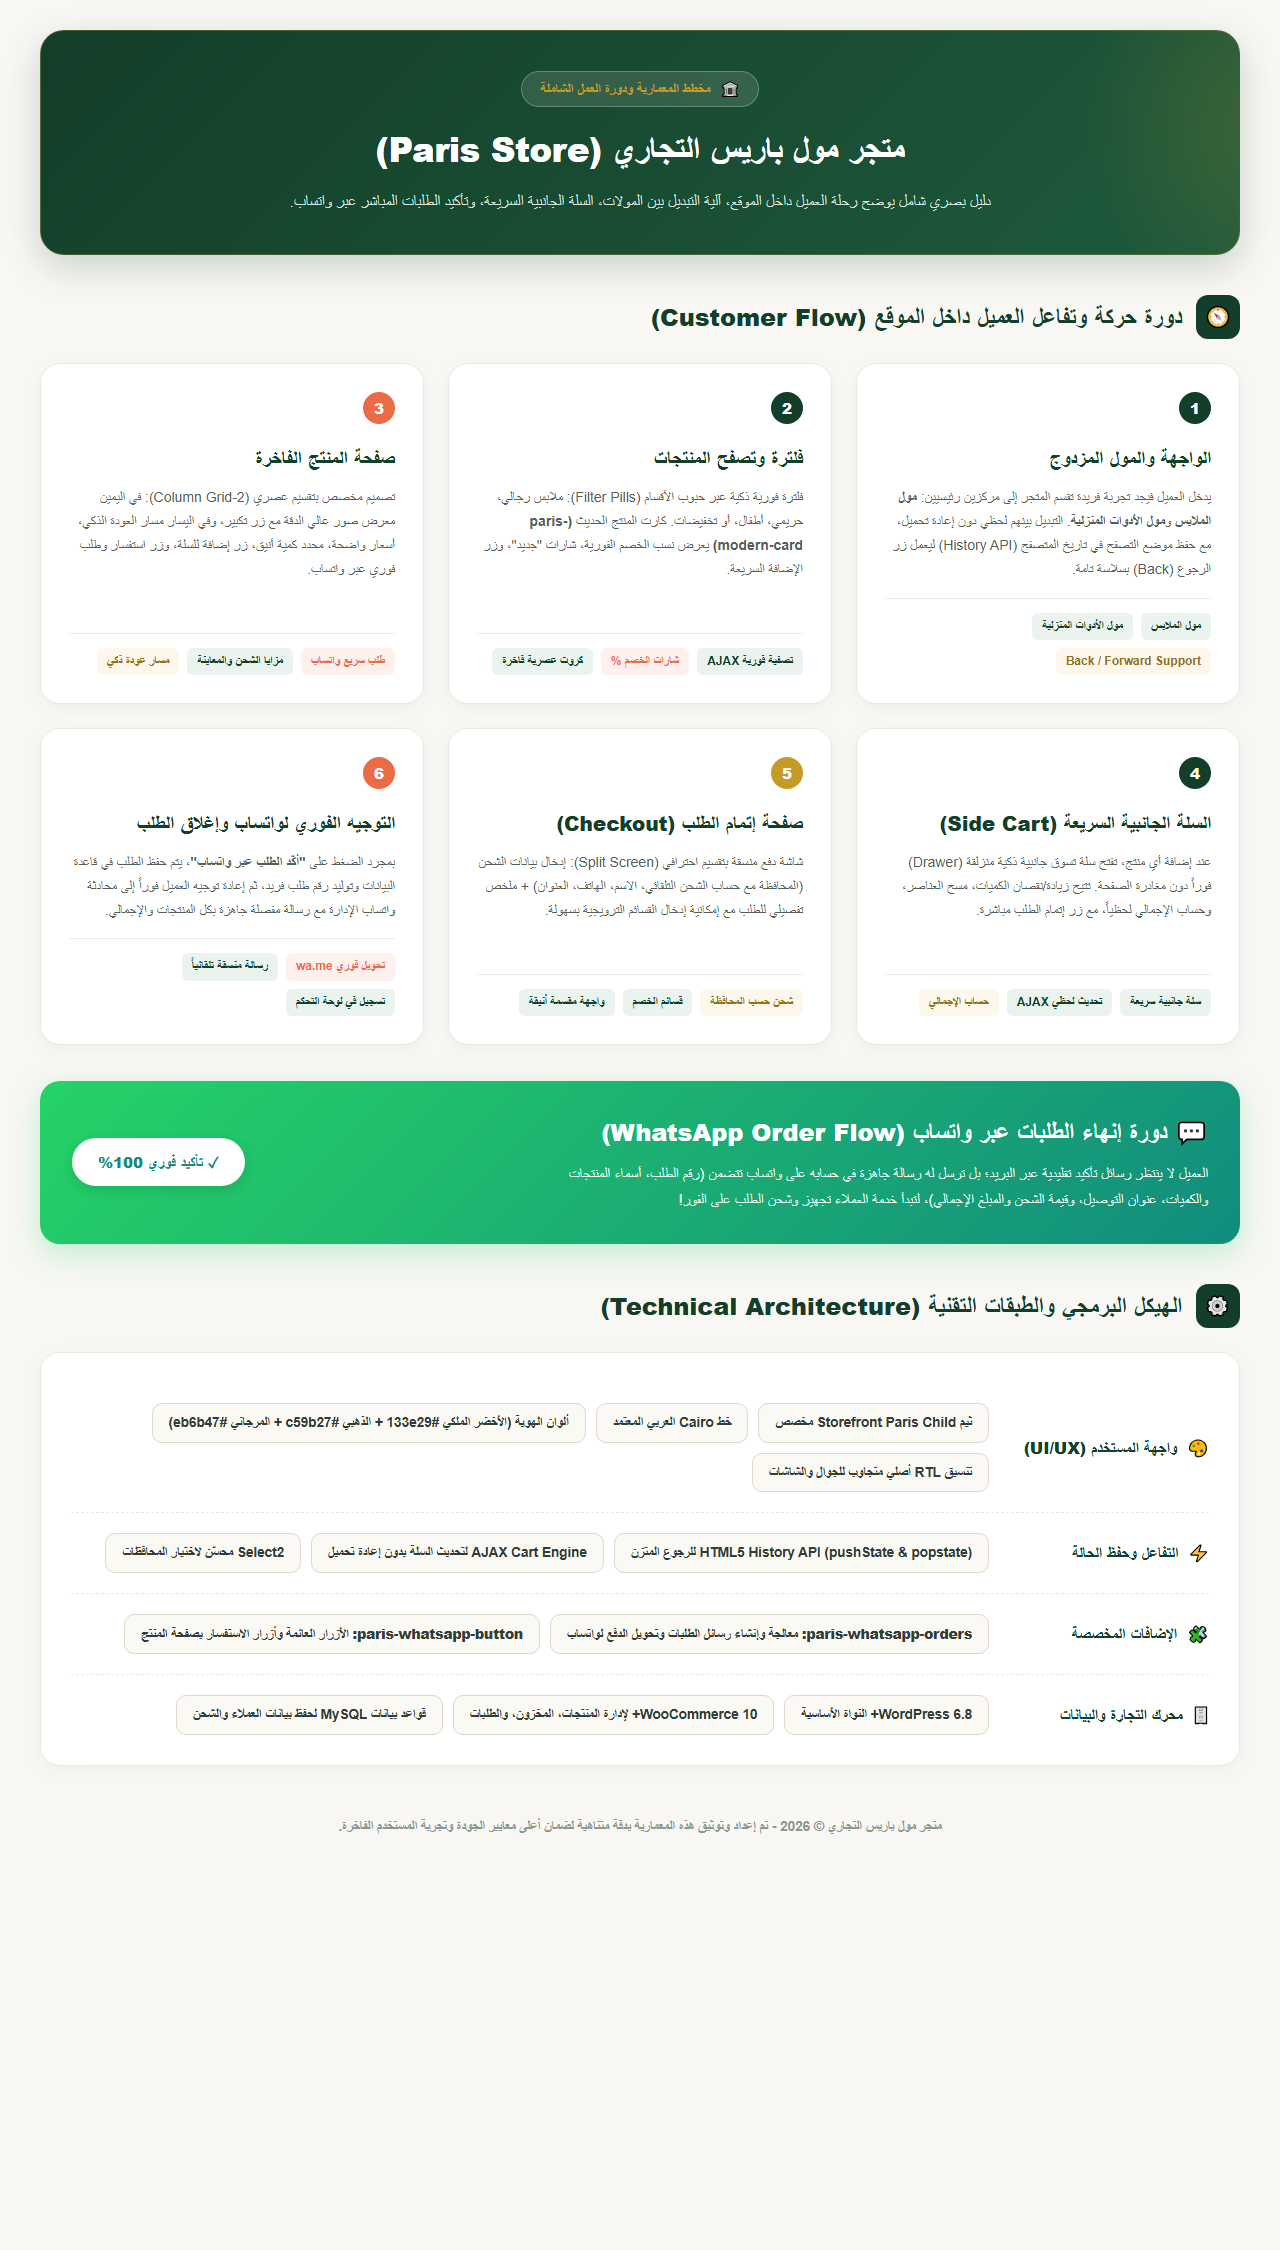 مخطط المعمارية ودورة العمل الشاملة
متجر مول باريس التجاري (Paris Store)
دليل بصري شامل يوضح رحلة العميل داخل الموقع، آلية التبديل بين المولات، السلة الجانبية السريعة، وتأكيد الطلبات المباشر عبر واتساب.
دورة حركة وتفاعل العميل داخل الموقع (Customer Flow)
1
الواجهة والمول المزدوج
يدخل العميل فيجد تجربة فريدة تقسم المتجر إلى مركزين رئيسيين: مول
الملابس ومول الأدوات المنزلية. التبديل بينهم لحظي دون إعادة تحميل،
مع حفظ موضع التصفح في تاريخ المتصفح (History API) ليعمل زر
الرجوع (Back) بسلاسة تامة.
مول الملابس
مول الأدوات المنزلية
Back / Forward Support
2
فلترة وتصفح المنتجات
فلترة فورية ذكية عبر حبوب الأقسام (Filter Pills): ملابس رجالي،
حريمي، أطفال، أو تخفيضات. كارت المنتج الحديث (paris-
modern-card) يعرض نسب الخصم الفورية، شارات "جديد"، وزر
الإضافة السريعة.
تصفية فورية AJAX
شارات الخصم %
كروت عصرية فاخرة
3
صفحة المنتج الفاخرة
تصميم مخصص بتقسيم عصري (2-Column Grid): في اليمين
معرض صور عالي الدقة مع زر تكبير، وفي اليسار مسار العودة الذكي،
أسعار واضحة، محدد كمية أنيق، زر إضافة للسلة، وزر استفسار وطلب
فوري عبر واتساب.
طلب سريع واتساب
مزايا الشحن والمعاينة
مسار عودة ذكي
4
السلة الجانبية السريعة (Side Cart)
عند إضافة أي منتج، تفتح سلة تسوق جانبية ذكية منزلقة (Drawer)
فوراً دون مغادرة الصفحة. تتيح زيادة/نقصان الكميات، مسح العناصر،
وحساب الإجمالي لحظياً، مع زر إتمام الطلب مباشرة.
سلة جانبية سريعة
تحديث لحظي AJAX
حساب الإجمالي
5
صفحة إتمام الطلب (Checkout)
شاشة دفع منسقة بتقسيم احترافي (Split Screen): إدخال بيانات الشحن
(المحافظة مع حساب الشحن التلقائي، الاسم، الهاتف، العنوان) + ملخص
تفصيلي للطلب مع إمكانية إدخال القسائم الترويجية بسهولة.
شحن حسب المحافظة
قسائم الخصم
واجهة مقسمة أنيقة
6
التوجيه الفوري لواتساب وإغلاق الطلب
بمجرد الضغط على "أكّد الطلب عبر واتساب"، يتم حفظ الطلب في قاعدة
البيانات وتوليد رقم طلب فريد، ثم إعادة توجيه العميل فوراً إلى محادثة
واتساب الإدارة مع رسالة مفصلة جاهزة بكل المنتجات والإجمالي.
تحويل فوري wa.me
رسالة منسقة تلقائياً
تسجيل في لوحة التحكم
دورة إنهاء الطلبات عبر واتساب (WhatsApp Order Flow)
العميل لا ينتظر رسائل تأكيد تقليدية عبر البريد؛ بل ترسل له رسالة جاهزة في حسابه على واتساب تتضمن (رقم الطلب، أسماء المنتجات
والكميات، عنوان التوصيل، وقيمة الشحن والمبلغ الإجمالي)، لتبدأ خدمة العملاء تجهيز وشحن الطلب على الفور!
✓ تأكيد فوري 100%
الهيكل البرمجي والطبقات التقنية (Technical Architecture)
واجهة المستخدم (UI/UX)
ثيم Storefront Paris Child مخصص
خط Cairo العربي المعتمد
ألوان الهوية (الأخضر الملكي #133e29 + الذهبي #c59b27 + المرجاني #eb6b47)
تنسيق RTL أصلي متجاوب للجوال والشاشات
التفاعل وحفظ الحالة
HTML5 History API (pushState & popstate) للرجوع المتزن
AJAX Cart Engine لتحديث السلة بدون إعادة تحميل
Select2 محسّن لاختيار المحافظات
الإضافات المخصصة
paris-whatsapp-orders: معالجة وإنشاء رسائل الطلبات وتحويل الدفع لواتساب
paris-whatsapp-button: الأزرار العائمة وأزرار الاستفسار بصفحة المنتج
محرك التجارة والبيانات
WordPress 6.8+ النواة الأساسية
WooCommerce 10+ لإدارة المنتجات، المخزون، والطلبات
قواعد بيانات MySQL لحفظ بيانات العملاء والشحن
متجر مول باريس التجاري © 2026 - تم إعداد وتوثيق هذه المعمارية بدقة متناهية لضمان أعلى معايير الجودة وتجربة المستخدم الفاخرة.